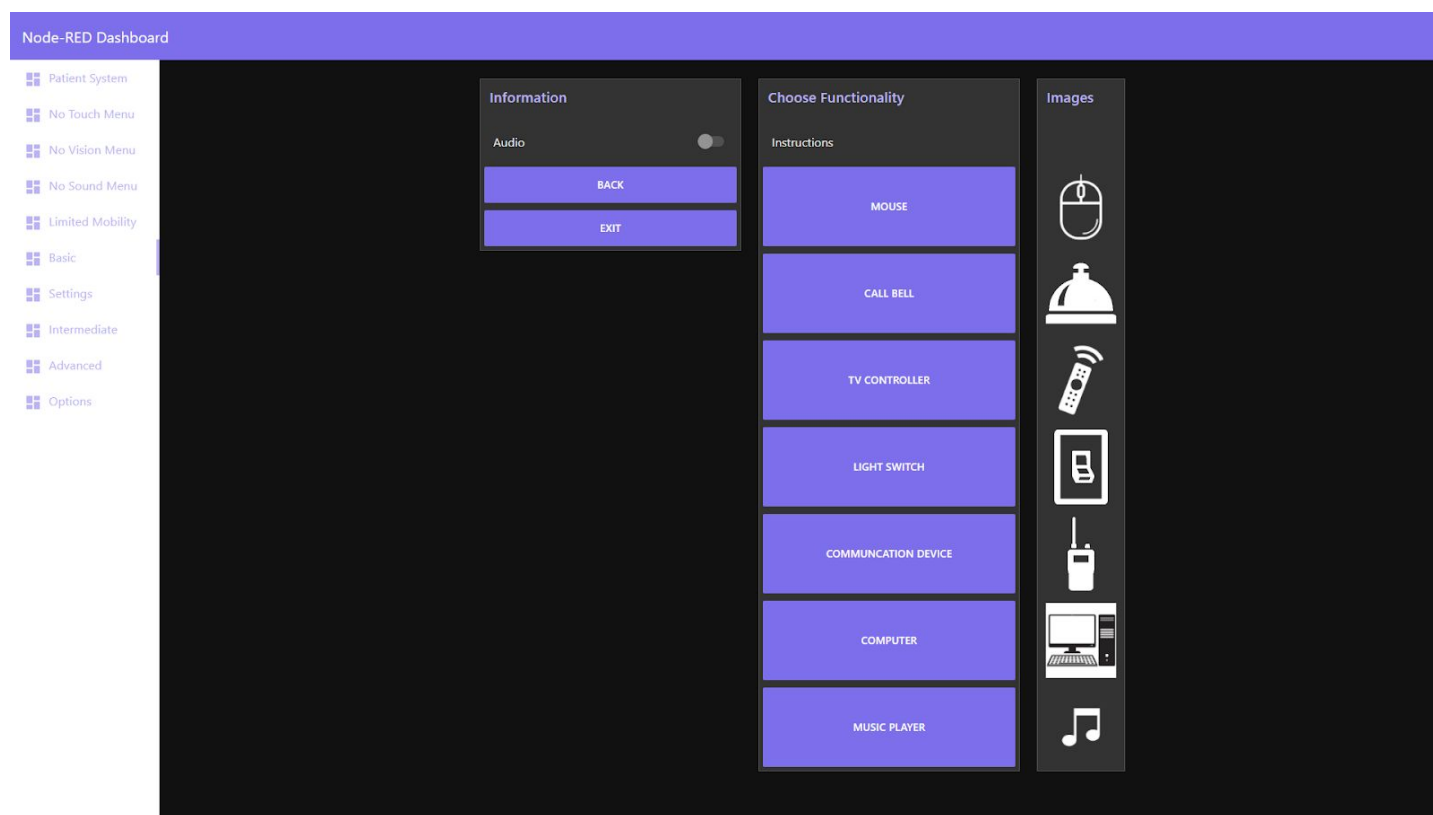 Node-RED Dashboard
Patient System
No Touch Menu
No Vision Menu
No Sound Menu
Limited Mobility
Basic
Settings
Intermediate
Advanced
Options
Information
Audio
BACK
EXIT
Choose Functionality
Instructions
MOUSE
CALL BELL
TV CONTROLLER
LIGHT SWITCH
COMMUNCATION DEVICE
COMPUTER
MUSIC PLAYER
Images